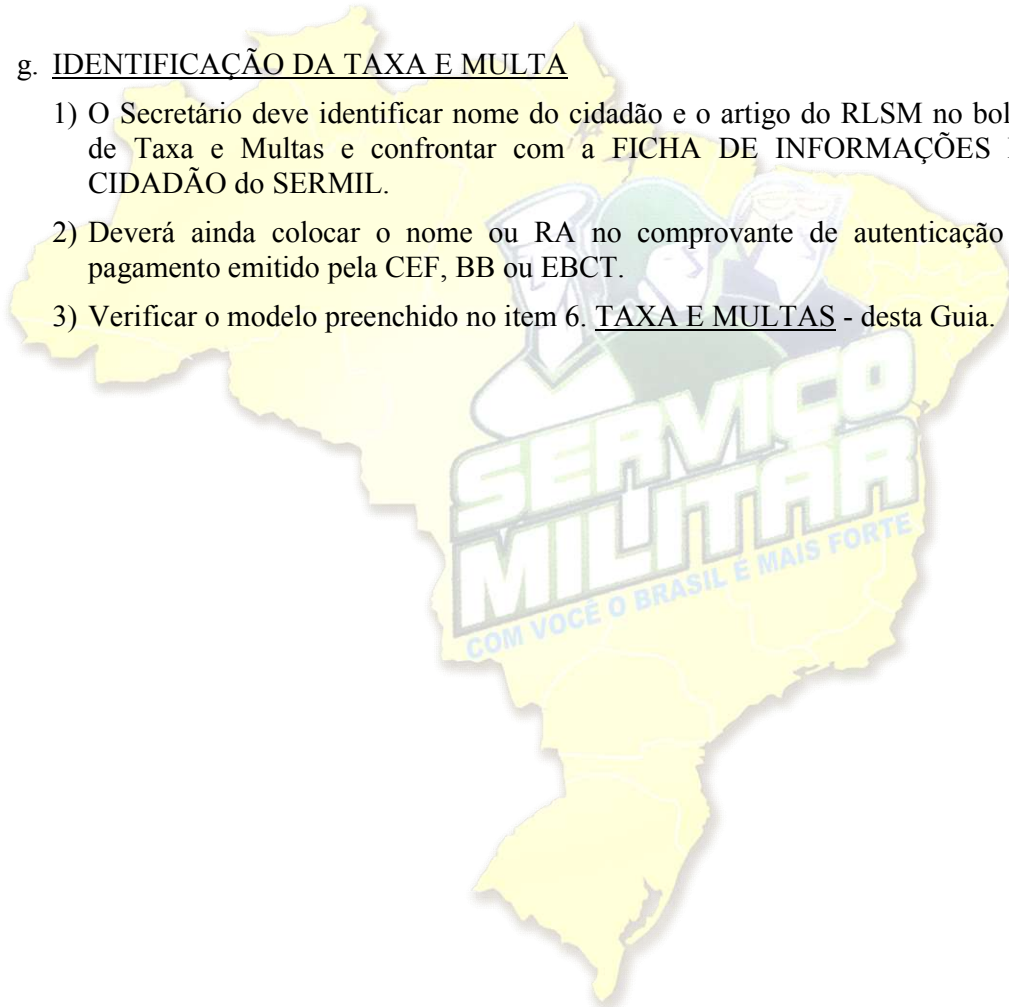 g. IDENTIFICAÇÃO DA TAXA E MULTA
1) O Secretário deve identificar nome do cidadão e o artigo do RLSM no
de Taxa e Multas e confrontar com a FICHA DE INFORMAÇÕES
CIDADÃO do SERMIL.
2) Deverá ainda colocar o nome ou RA no comprovante de autenticação
pagamento emitido pela CEF, BB ou EBCT.
3) Verificar o modelo preenchido no item 6. TAXA E MULTAS - desta Guia.
SERVIÇO
MILITAR
COM VOCÊ O BRASIL É MAIS FORTE